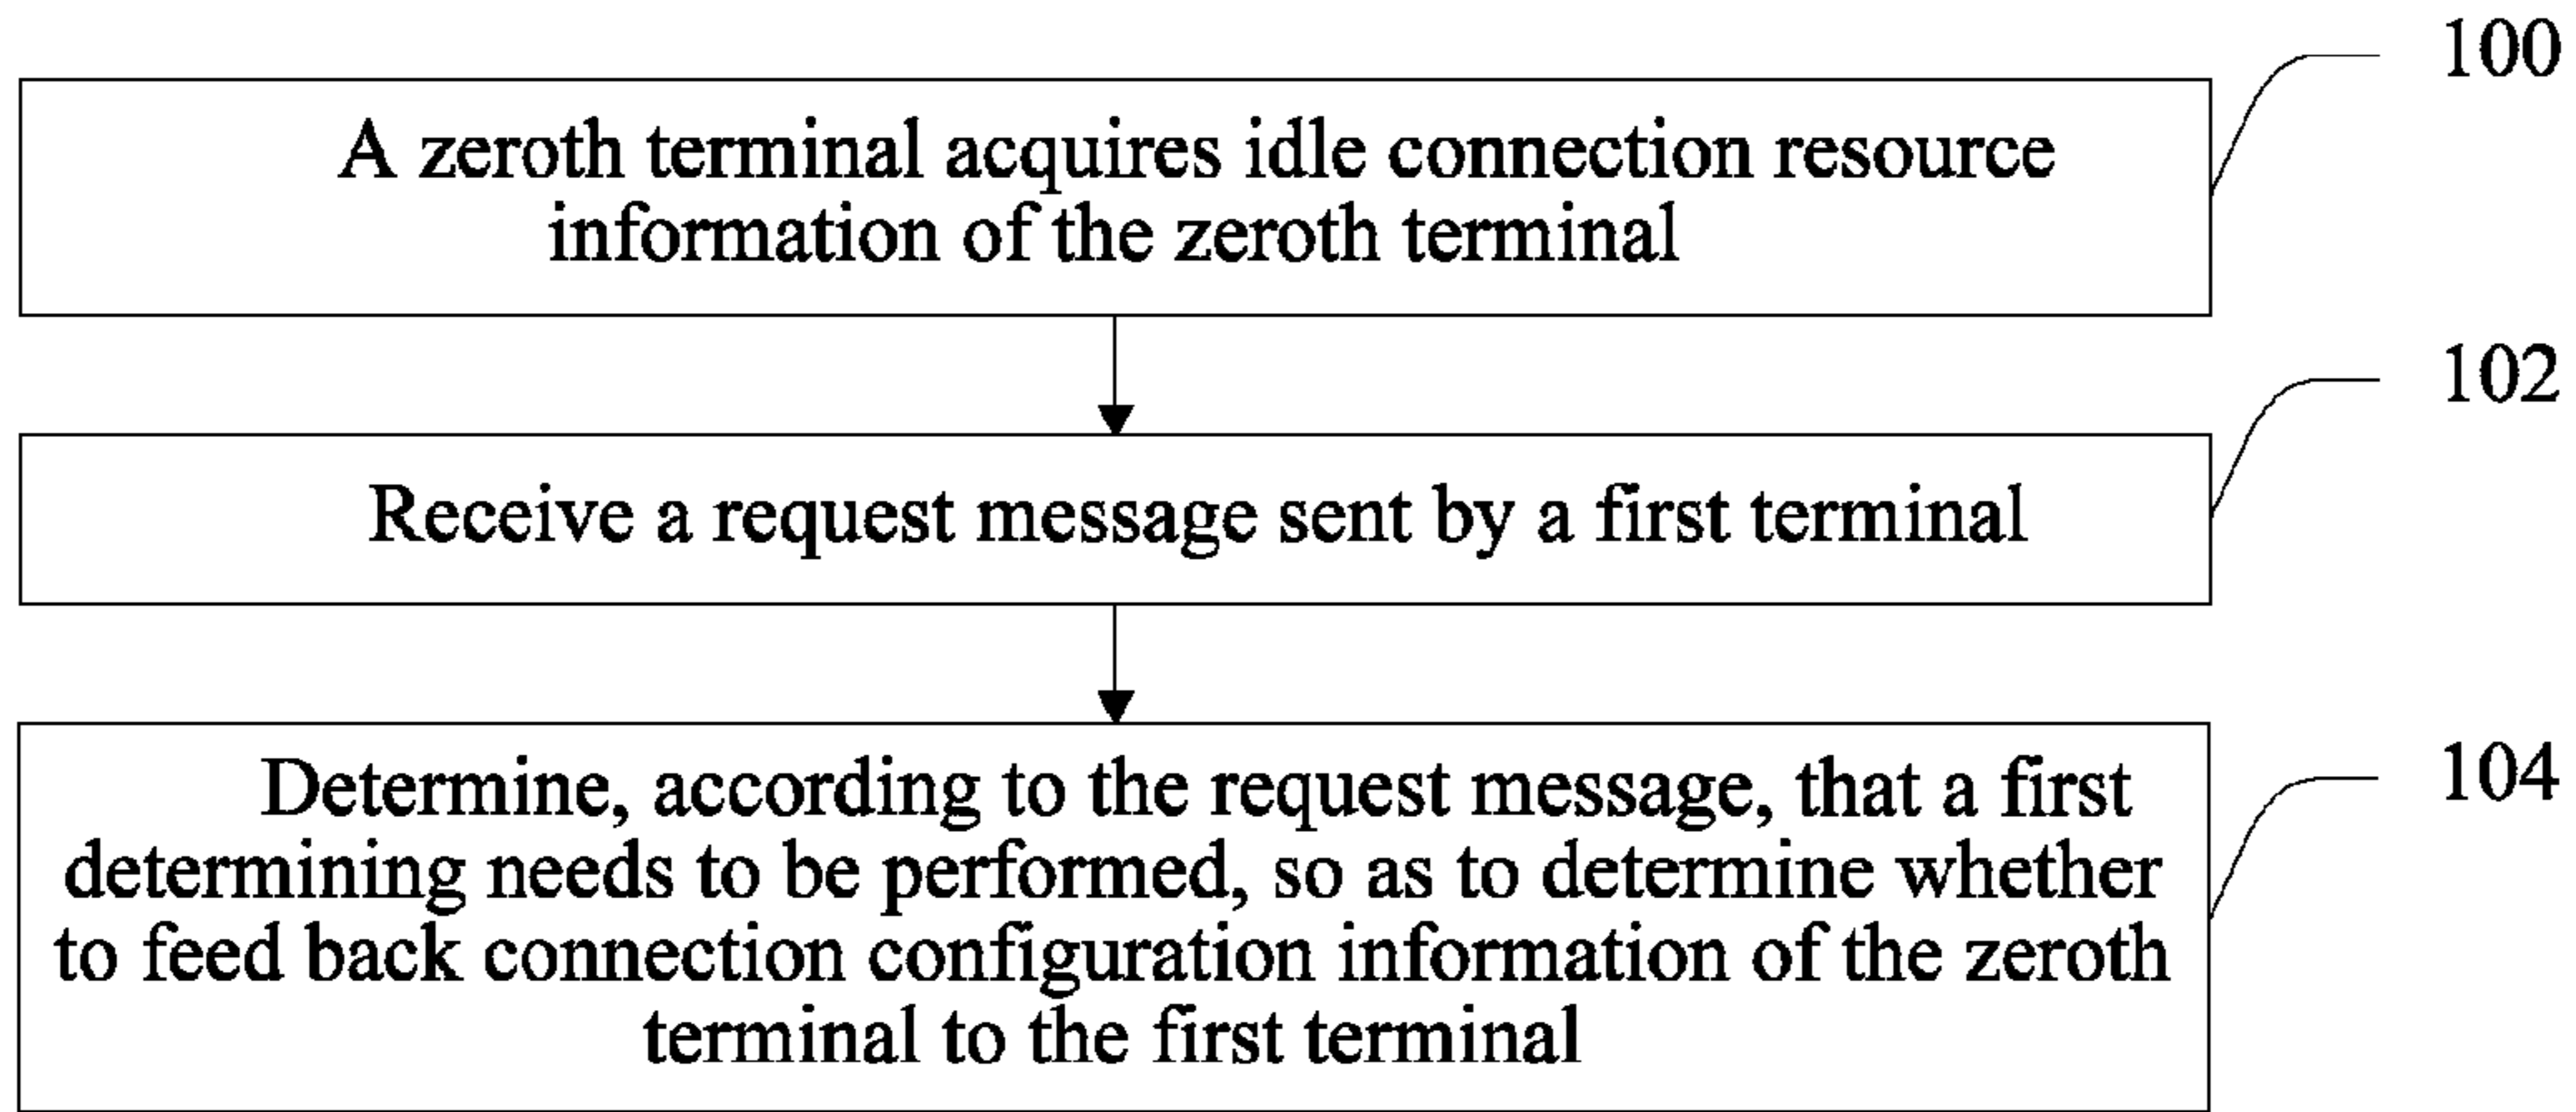 100
A zeroth terminal acquires idle connection resource
information of the zeroth terminal
102
Receive a request message sent by a first terminal
104
Determine, according to the request message, that a first
determining needs to be performed, so as to determine whether
to feed back connection configuration information of the zeroth
terminal to the first terminal